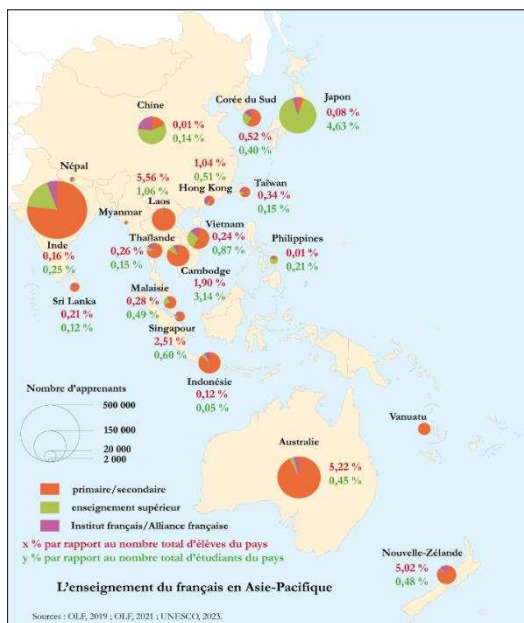 Chine
0,01 %
0,14 %
Corée du Sud
0,52 %
0,40 %
Japon
0,08 %
4,63 %
Népal
5,56 %
1,06 %
Laos
1,04 %
0,51 %
Hong Kong
Taïwan
0,34 %
0,15 %
Myanmar
Inde
0,16 %
0,25 %
Thaïlande
0,26 %
0,15 %
Vietnam
0,24 %
0,87 %
Philippines
0,01 %
0,21 %
Cambodge
1,90 %
3,14 %
Sri Lanka
0,21 %
0,12 %
Malaisie
0,28 %
0,49 %
Singapour
2,51 %
0,60 %
Indonésie
0,12 %
0,05 %
Vanuatu
Australie
5,22 %
0,45 %
Nouvelle-Zélande
5,02 %
0,48 %
Nombre d'apprenants
500 000
150 000
20 000
2 000
primaire/secondaire
enseignement supérieur
Institut français/Alliance française
x % par rapport au nombre total d'élèves du pays
y % par rapport au nombre total d'étudiants du pays
L'enseignement du français en Asie-Pacifique
Sources : OLF, 2019 ; OLF, 2021 ; UNESCO, 2023.